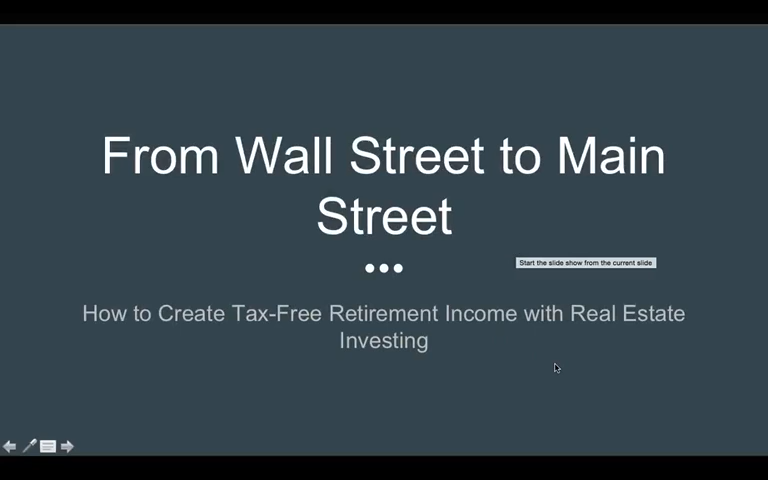 From Wall Street to Main
Street
Start the slide show from the current slide
How to Create Tax-Free Retirement Income with Real Estate
Investing